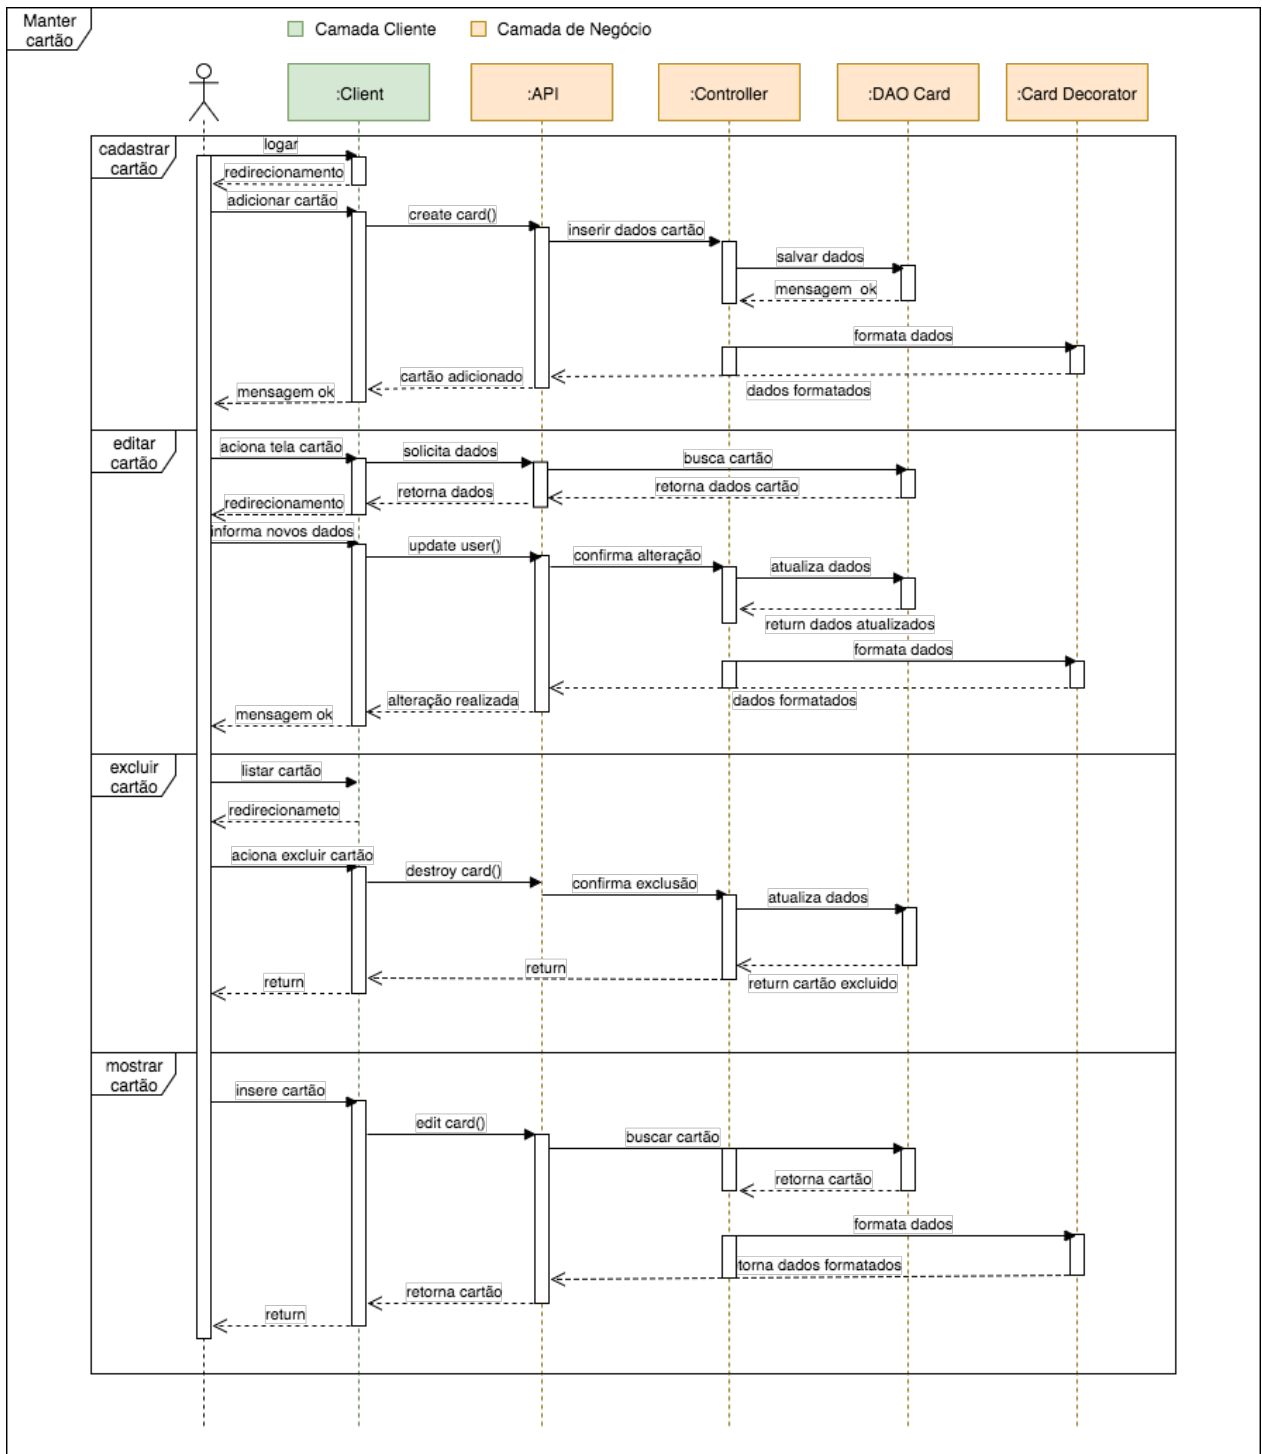 Manter
cartão
Camada Cliente
Camada de Negócio
:Client
:API
:Controller
:DAO Card
:Card Decorator
cadastrar
cartão
logar
redirecionamento
adicionar cartão
create card()
inserir dados cartão
salvar dados
mensagem ok
formata dados
cartão adicionado
dados formatados
mensagem ok
editar
cartão
aciona tela cartão
solicita dados
busca cartão
retorna dados
retorna dados cartão
redirecionamento
informa novos dados
update user()
confirma alteração
atualiza dados
return dados atualizados
formata dados
alteração realizada
dados formatados
mensagem ok
excluir
cartão
listar cartão
redirecionameto
aciona excluir cartão
destroy card()
confirma exclusão
atualiza dados
return
return cartão excluido
return
mostrar
cartão
insere cartão
edit card()
buscar cartão
retorna cartão
formata dados
torna dados formatados
retorna cartão
return